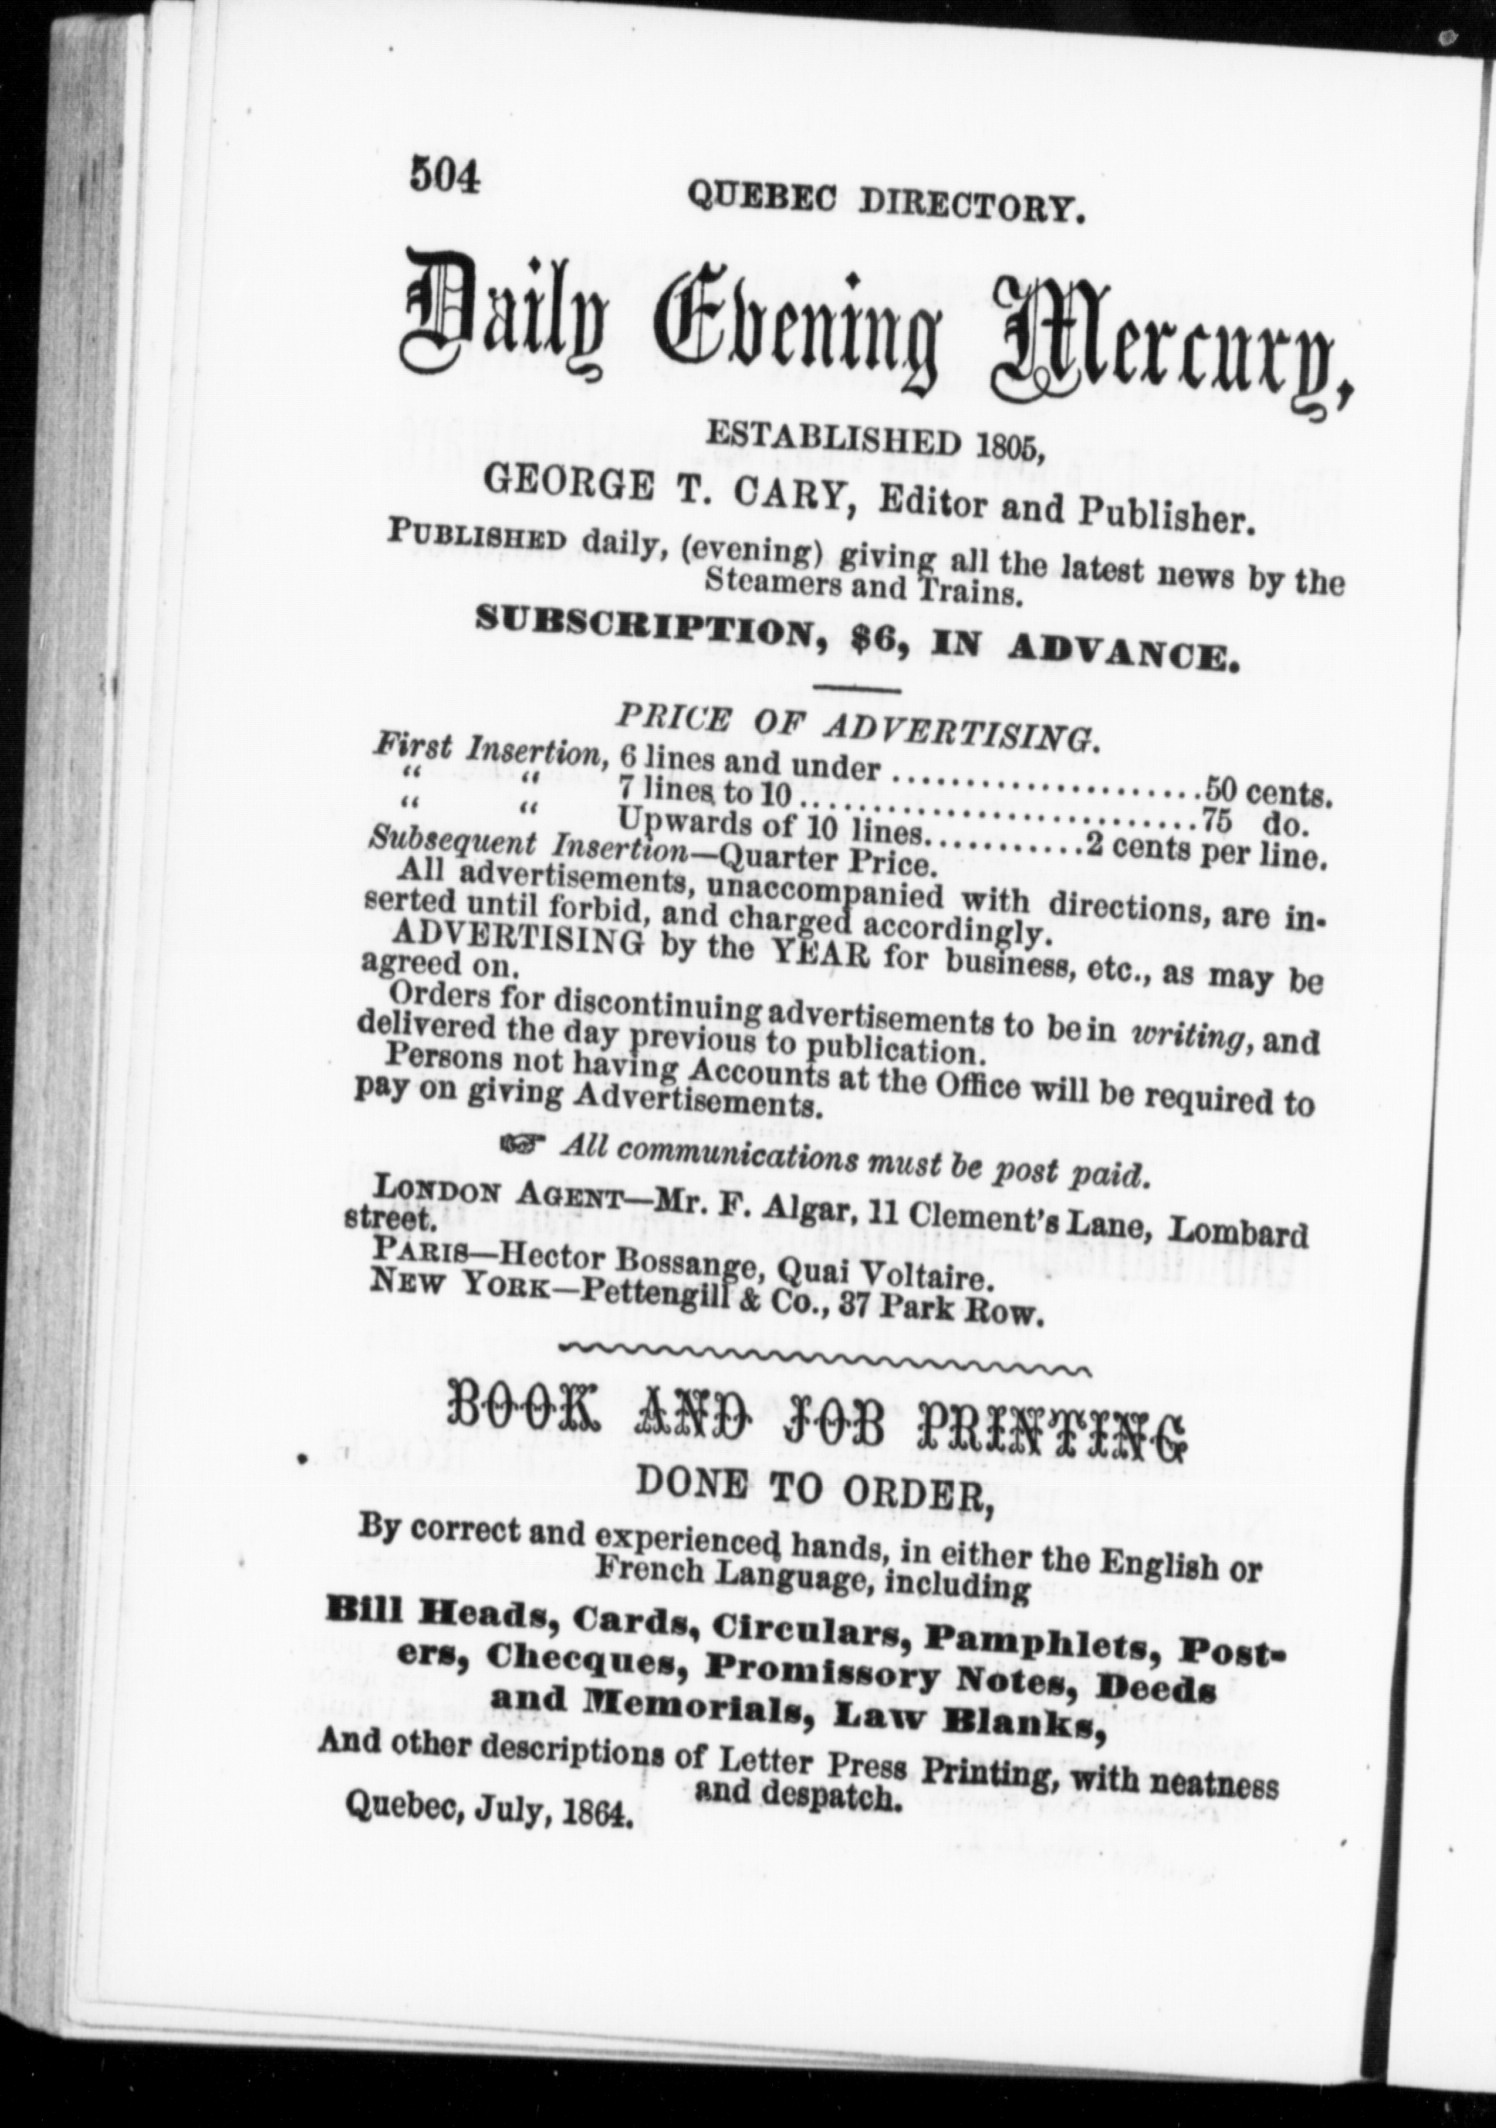 504
QUEBEC DIRECTORY.
Daily Evening Mercury,
ESTABLISHED 1805,
GEORGE T. CARY, Editor and Publisher.
PUBLISHED daily, (evening) giving all the latest news by the
Steamers and Trains.
SUBSCRIPTION, $6, IN ADVANCE.
PRICE OF ADVERTISING.
First Insertion, 6 lines and under ......................50 cents.
“ “ 7 lines to 10............................75 do.
“ “ Upwards of 10 lines...........2 cents per line.
Subsequent Insertion—Quarter Price.
All advertisements, unaccompanied with directions, are in-
serted until forbid, and charged accordingly.
ADVERTISING by the YEAR for business, etc., as may be
agreed on.
Orders for discontinuing advertisements to be in writing, and
delivered the day previous to publication.
Persons not having Accounts at the Office will be required to
pay on giving Advertisements.
☞ All communications must be post paid.
LONDON AGENT—Mr. F. Algar, 11 Clement's Lane, Lombard
street.
PARIS—Hector Bossange, Quai Voltaire.
NEW YORK—Pettengill & Co., 37 Park Row.
BOOK AND JOB PRINTING
DONE TO ORDER,
By correct and experienced hands, in either the English or
French Language, including
Bill Heads, Cards, Circulars, Pamphlets, Post-
ers, Checques, Promissory Notes, Deeds
and Memorials, Law Blanks,
And other descriptions of Letter Press Printing, with neatness
and despatch.
Quebec, July, 1864.